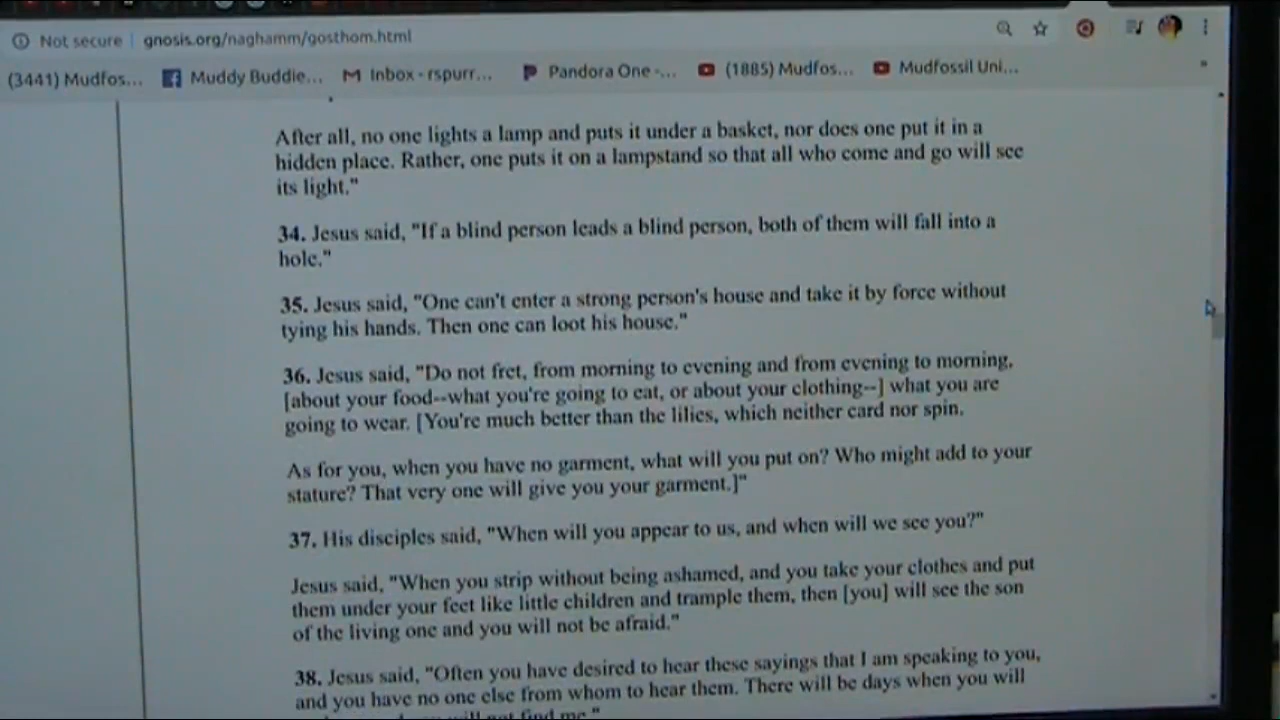 Not secure | gnosis.org/naghamm/gosthom.html
(3441) Mudfos... Muddy Buddie... Inbox - rspurr... Pandora One -... (1885) Mudfos... Mudfossil Uni... »
After all, no one lights a lamp and puts it under a basket, nor does one put it in a
hidden place. Rather, one puts it on a lampstand so that all who come and go will see
its light."
34. Jesus said, "If a blind person leads a blind person, both of them will fall into a
hole."
35. Jesus said, "One can't enter a strong person's house and take it by force without
tying his hands. Then one can loot his house."
36. Jesus said, "Do not fret, from morning to evening and from evening to morning,
[about your food--what you're going to eat, or about your clothing--] what you are
going to wear. [You're much better than the lilies, which neither card nor spin.
As for you, when you have no garment, what will you put on? Who might add to your
stature? That very one will give you your garment.]"
37. His disciples said, "When will you appear to us, and when will we see you?"
Jesus said, "When you strip without being ashamed, and you take your clothes and put
them under your feet like little children and trample them, then [you] will see the son
of the living one and you will not be afraid."
38. Jesus said, "Often you have desired to hear these sayings that I am speaking to you,
and you have no one else from whom to hear them. There will be days when you will
will not find me."